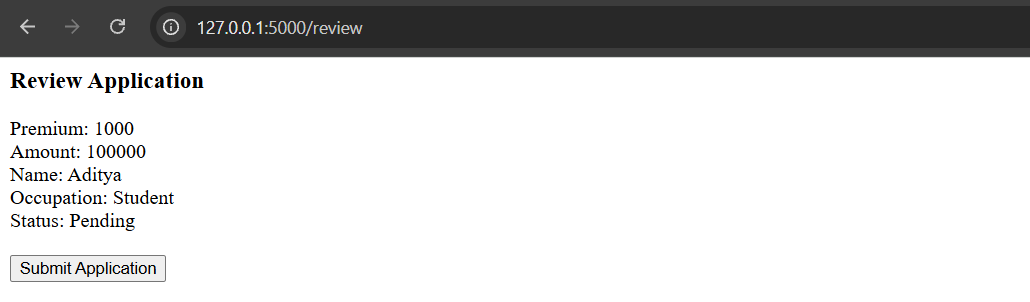 127.0.0.1:5000/review
Review Application
Premium: 1000
Amount: 100000
Name: Aditya
Occupation: Student
Status: Pending
Submit Application